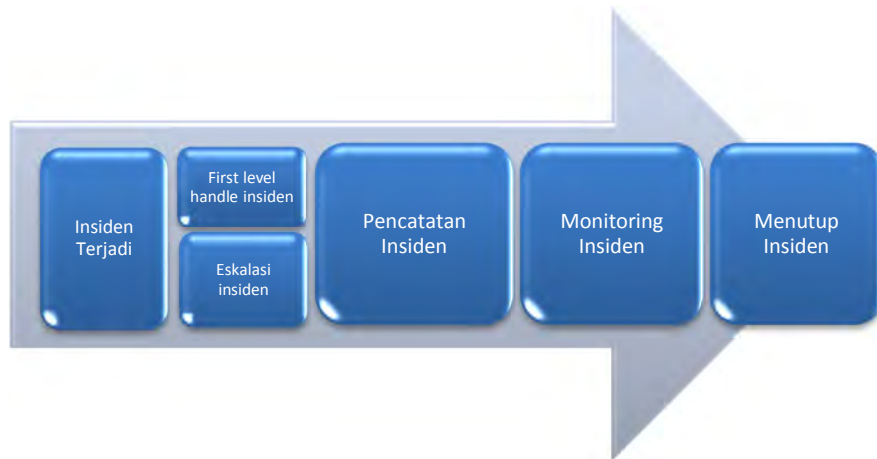 Insiden
Terjadi
First level
handle insiden
Eskalasi
insiden
Pencatatan
Insiden
Monitoring
Insiden
Menutup
Insiden